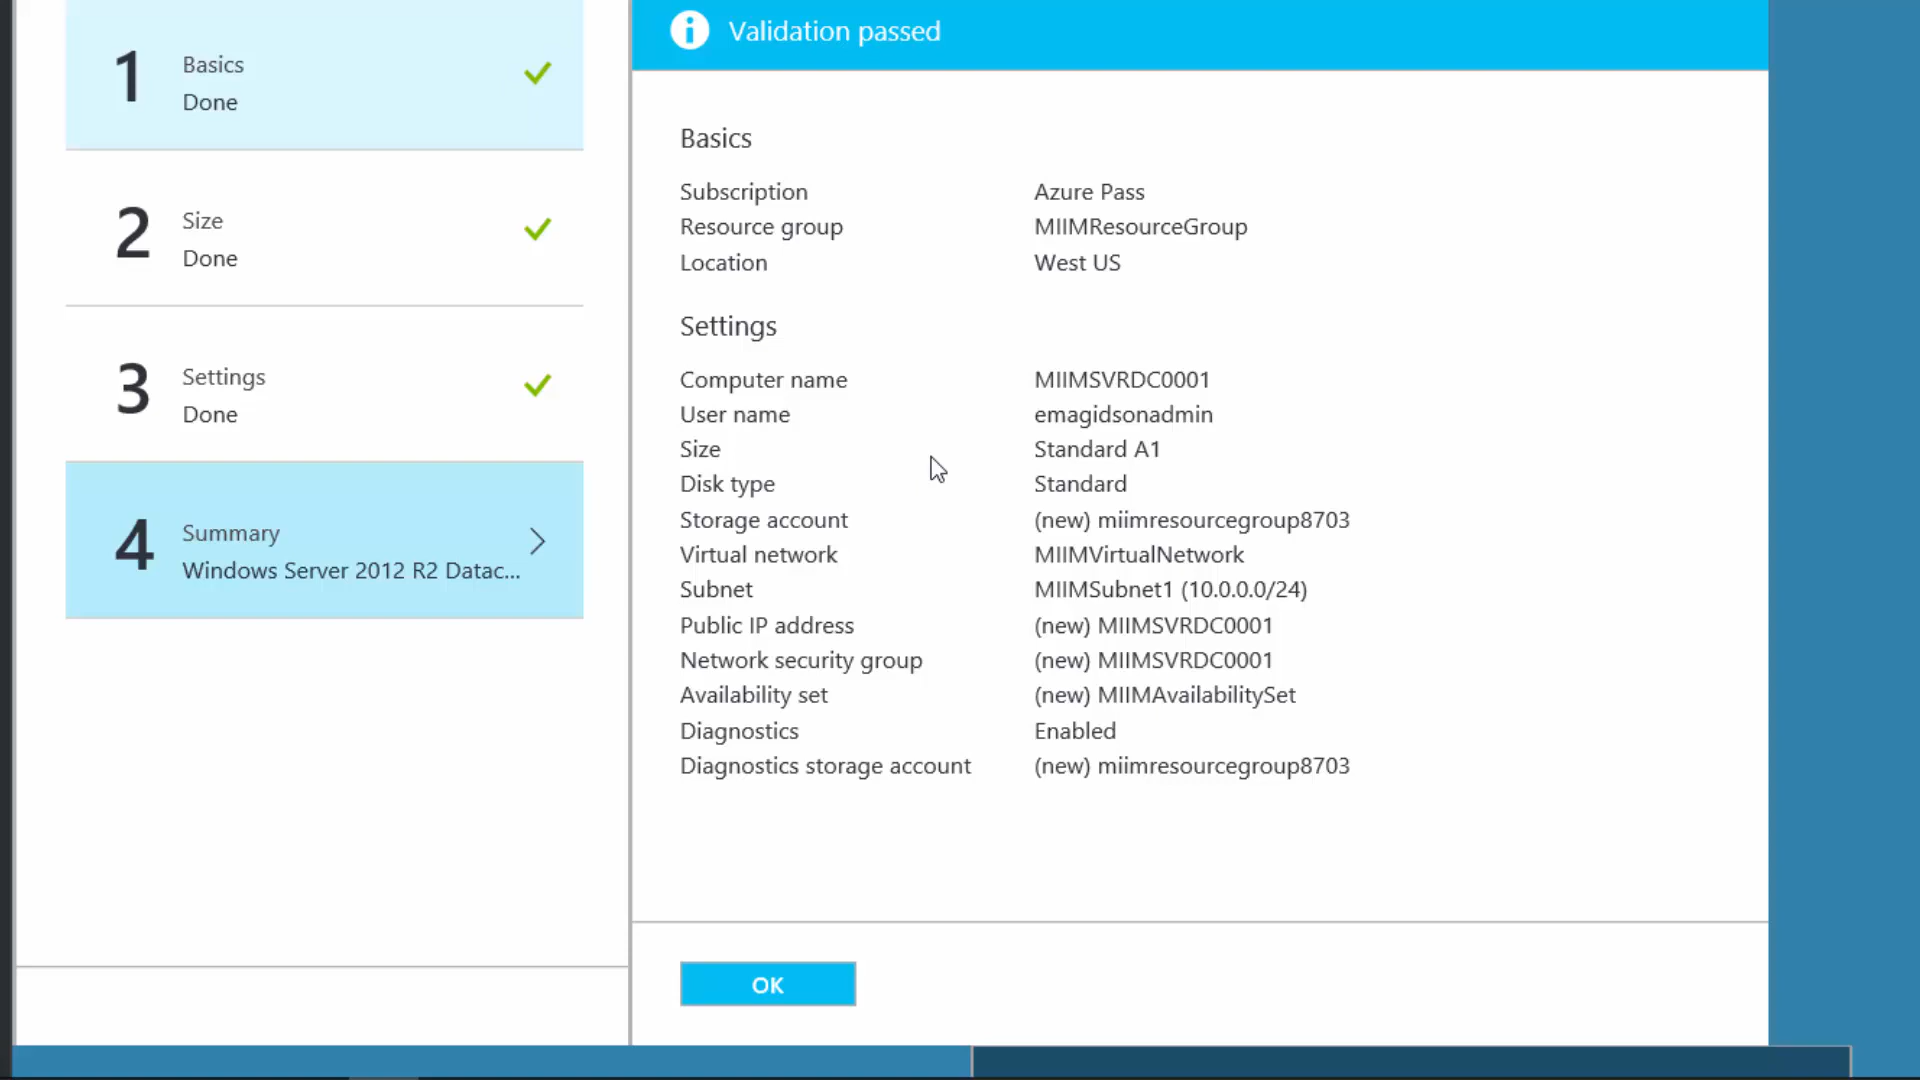 1
Basics
Done
2
Size
Done
3
Settings
Done
4
Summary
Windows Server 2012 R2 Datac...
Validation passed
Basics
Subscription Azure Pass
Resource group MIIMResourceGroup
Location West US
Settings
Computer name MIIMSVRDC0001
User name emagidsonadmin
Size Standard A1
Disk type Standard
Storage account (new) miimresourcegroup8703
Virtual network MIIMVirtualNetwork
Subnet MIIMSubnet1 (10.0.0.0/24)
Public IP address (new) MIIMSVRDC0001
Network security group (new) MIIMSVRDC0001
Availability set (new) MIIMAvailabilitySet
Diagnostics Enabled
Diagnostics storage account (new) miimresourcegroup8703
OK